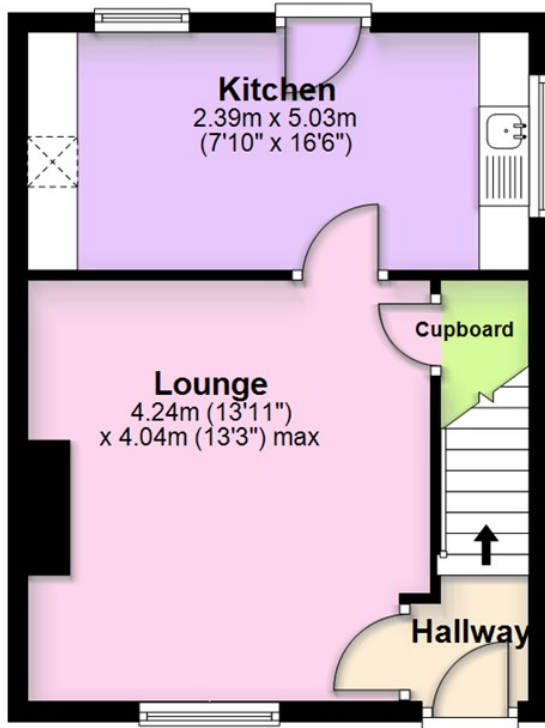 Kitchen
2.39m x 5.03m
(7'10" x 16'6")
Cupboard
Lounge
4.24m (13'11")
x 4.04m (13'3") max
Hallway